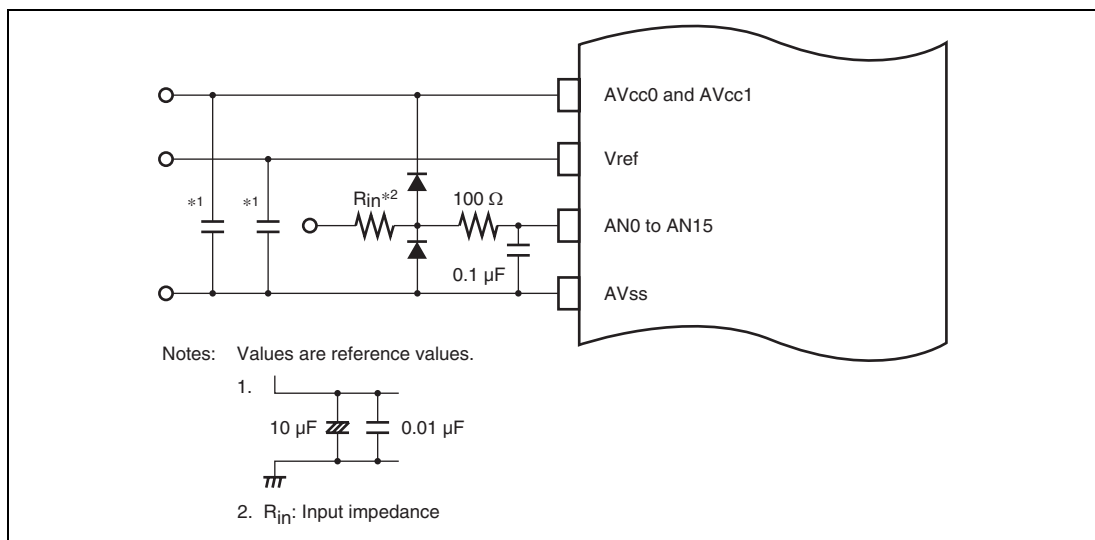 AVcc0 and AVcc1
Vref
*1 *1 Rin*2 100 Ω
AN0 to AN15
0.1 µF
AVss
Notes: Values are reference values.
1.
10 µF 0.01 µF
2. Rin: Input impedance